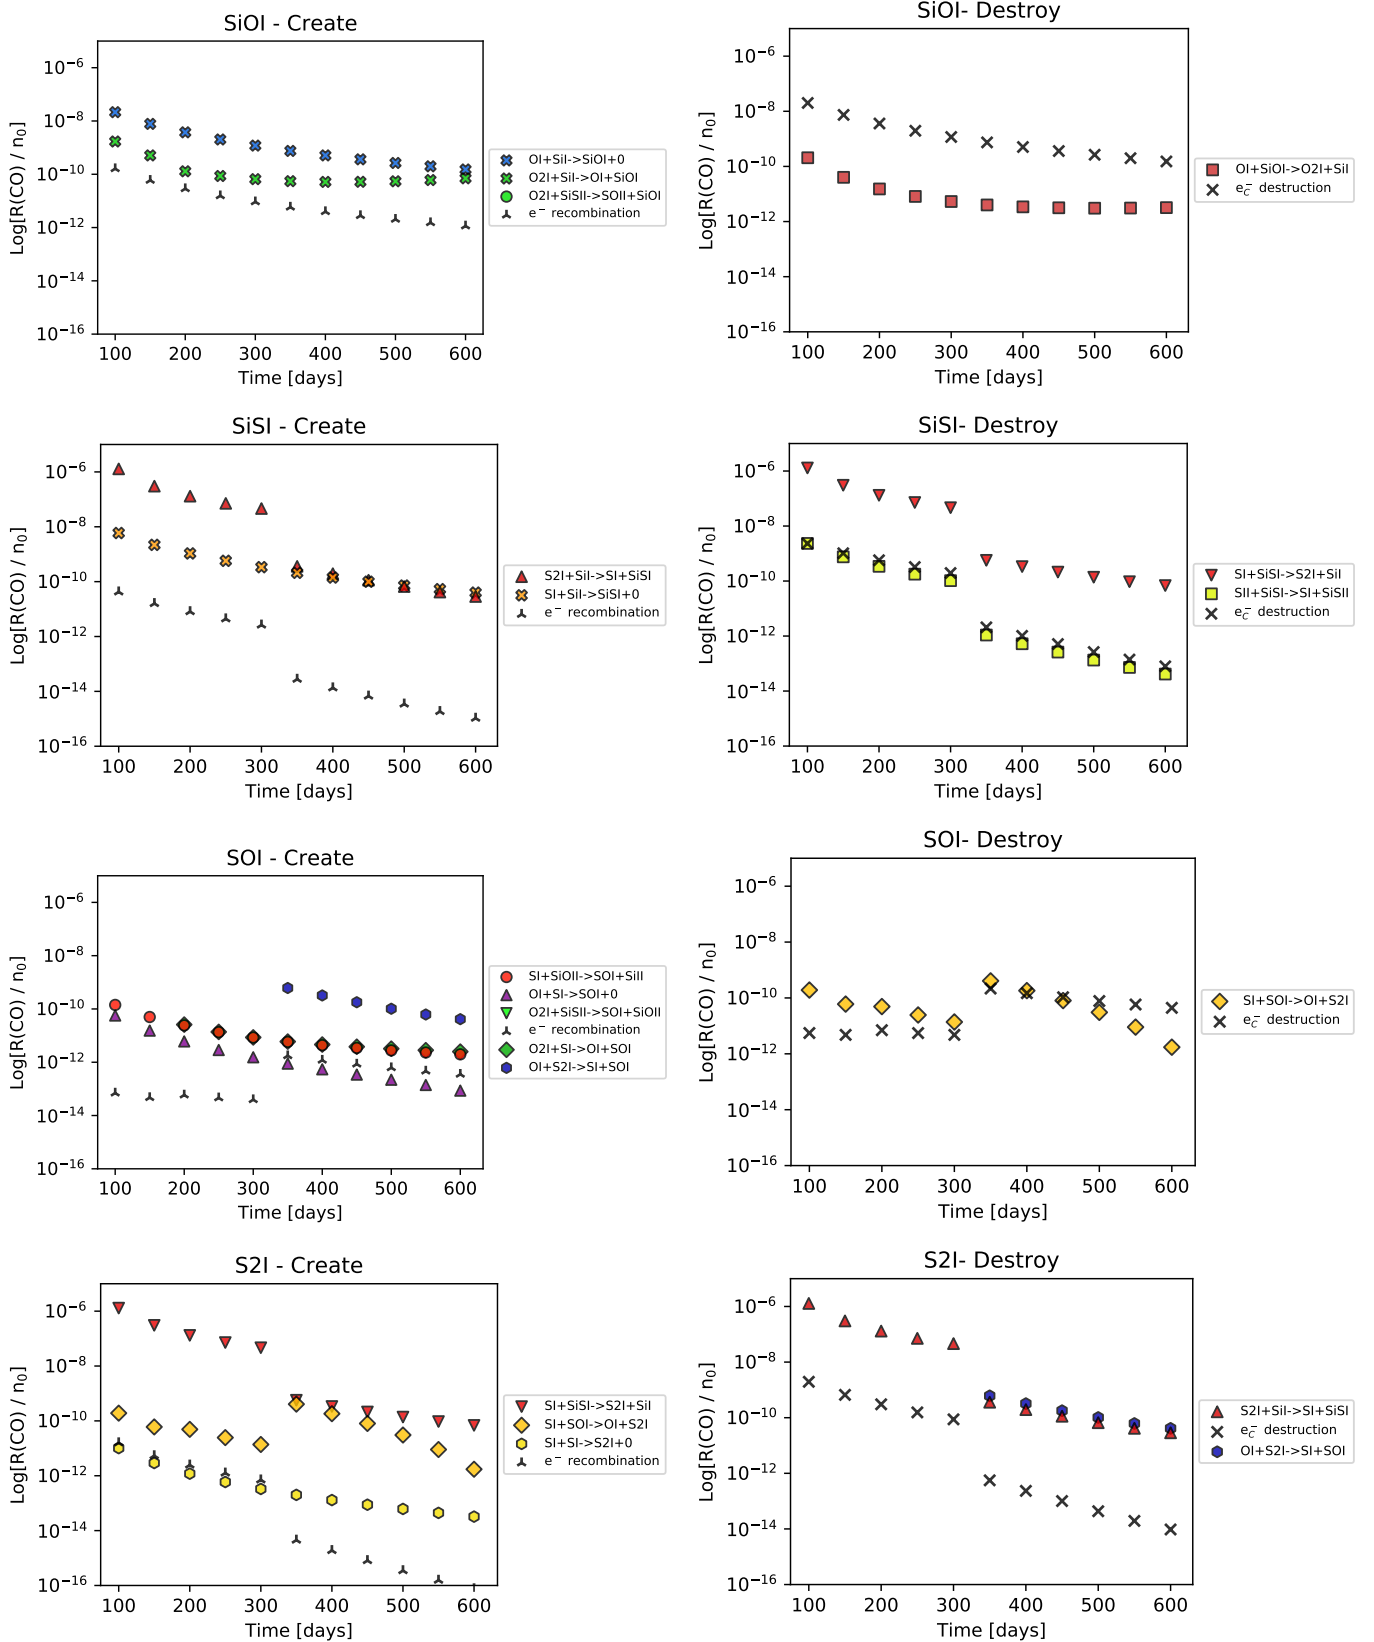 SiOI - Create
10⁻⁶
10⁻⁸
10⁻¹⁰
10⁻¹²
10⁻¹⁴
10⁻¹⁶
Log[R(CO) / n₀]
100 200 300 400 500 600
Time [days]
OI+SiI->SiOI+0
O2I+SiI->OI+SiOI
O2I+SiSII->SOII+SiOI
e⁻ recombination
SiOI- Destroy
10⁻⁶
10⁻⁸
10⁻¹⁰
10⁻¹²
10⁻¹⁴
10⁻¹⁶
Log[R(CO) / n₀]
100 200 300 400 500 600
Time [days]
OI+SiOI->O2I+SiI
e_C⁻ destruction
SiSI - Create
10⁻⁶
10⁻⁸
10⁻¹⁰
10⁻¹²
10⁻¹⁴
10⁻¹⁶
Log[R(CO) / n₀]
100 200 300 400 500 600
Time [days]
S2I+SiI->SI+SiSI
SI+SiI->SiSI+0
e⁻ recombination
SiSI- Destroy
10⁻⁶
10⁻⁸
10⁻¹⁰
10⁻¹²
10⁻¹⁴
10⁻¹⁶
Log[R(CO) / n₀]
100 200 300 400 500 600
Time [days]
SI+SiSI->S2I+SiI
SII+SiSI->SI+SiSII
e_C⁻ destruction
SOI - Create
10⁻⁶
10⁻⁸
10⁻¹⁰
10⁻¹²
10⁻¹⁴
10⁻¹⁶
Log[R(CO) / n₀]
100 200 300 400 500 600
Time [days]
SI+SiOII->SOI+SiII
OI+SI->SOI+0
O2I+SiSII->SOI+SiOII
e⁻ recombination
O2I+SI->OI+SOI
OI+S2I->SI+SOI
SOI- Destroy
10⁻⁶
10⁻⁸
10⁻¹⁰
10⁻¹²
10⁻¹⁴
10⁻¹⁶
Log[R(CO) / n₀]
100 200 300 400 500 600
Time [days]
SI+SOI->OI+S2I
e_C⁻ destruction
S2I - Create
10⁻⁶
10⁻⁸
10⁻¹⁰
10⁻¹²
10⁻¹⁴
10⁻¹⁶
Log[R(CO) / n₀]
100 200 300 400 500 600
Time [days]
SI+SiSI->S2I+SiI
SI+SOI->OI+S2I
SI+SI->S2I+0
e⁻ recombination
S2I- Destroy
10⁻⁶
10⁻⁸
10⁻¹⁰
10⁻¹²
10⁻¹⁴
10⁻¹⁶
Log[R(CO) / n₀]
100 200 300 400 500 600
Time [days]
S2I+SiI->SI+SiSI
e_C⁻ destruction
OI+S2I->SI+SOI